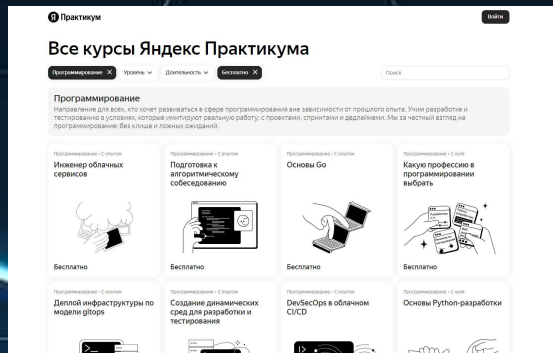 Я Практикум
Войти
Все курсы Яндекс Практикума
Программирование X Уровень Длительность Бесплатно X Поиск
Программирование
Направление для всех, кто хочет развиваться в сфере программирования вне зависимости от прошлого опыта. Учим разработке и
тестированию в условиях, которые имитируют реальную работу: с проектами, спринтами и дедлайнами. Мы за честный взгляд на
программирование: без клише и ложных ожиданий.
Программирование • С опытом
Инженер облачных
сервисов
Бесплатно
Программирование • С опытом
Подготовка к
алгоритмическому
собеседованию
Бесплатно
Программирование • С опытом
Основы Go
Бесплатно
Программирование • С нуля
Какую профессию в
программировании
выбрать
Бесплатно
Программирование • С опытом
Деплой инфраструктуры по
модели gitops
Программирование • С опытом
Создание динамических
сред для разработки и
тестирования
Программирование • С опытом
DevSecOps в облачном
CI/CD
Программирование • С нуля
Основы Python-разработки